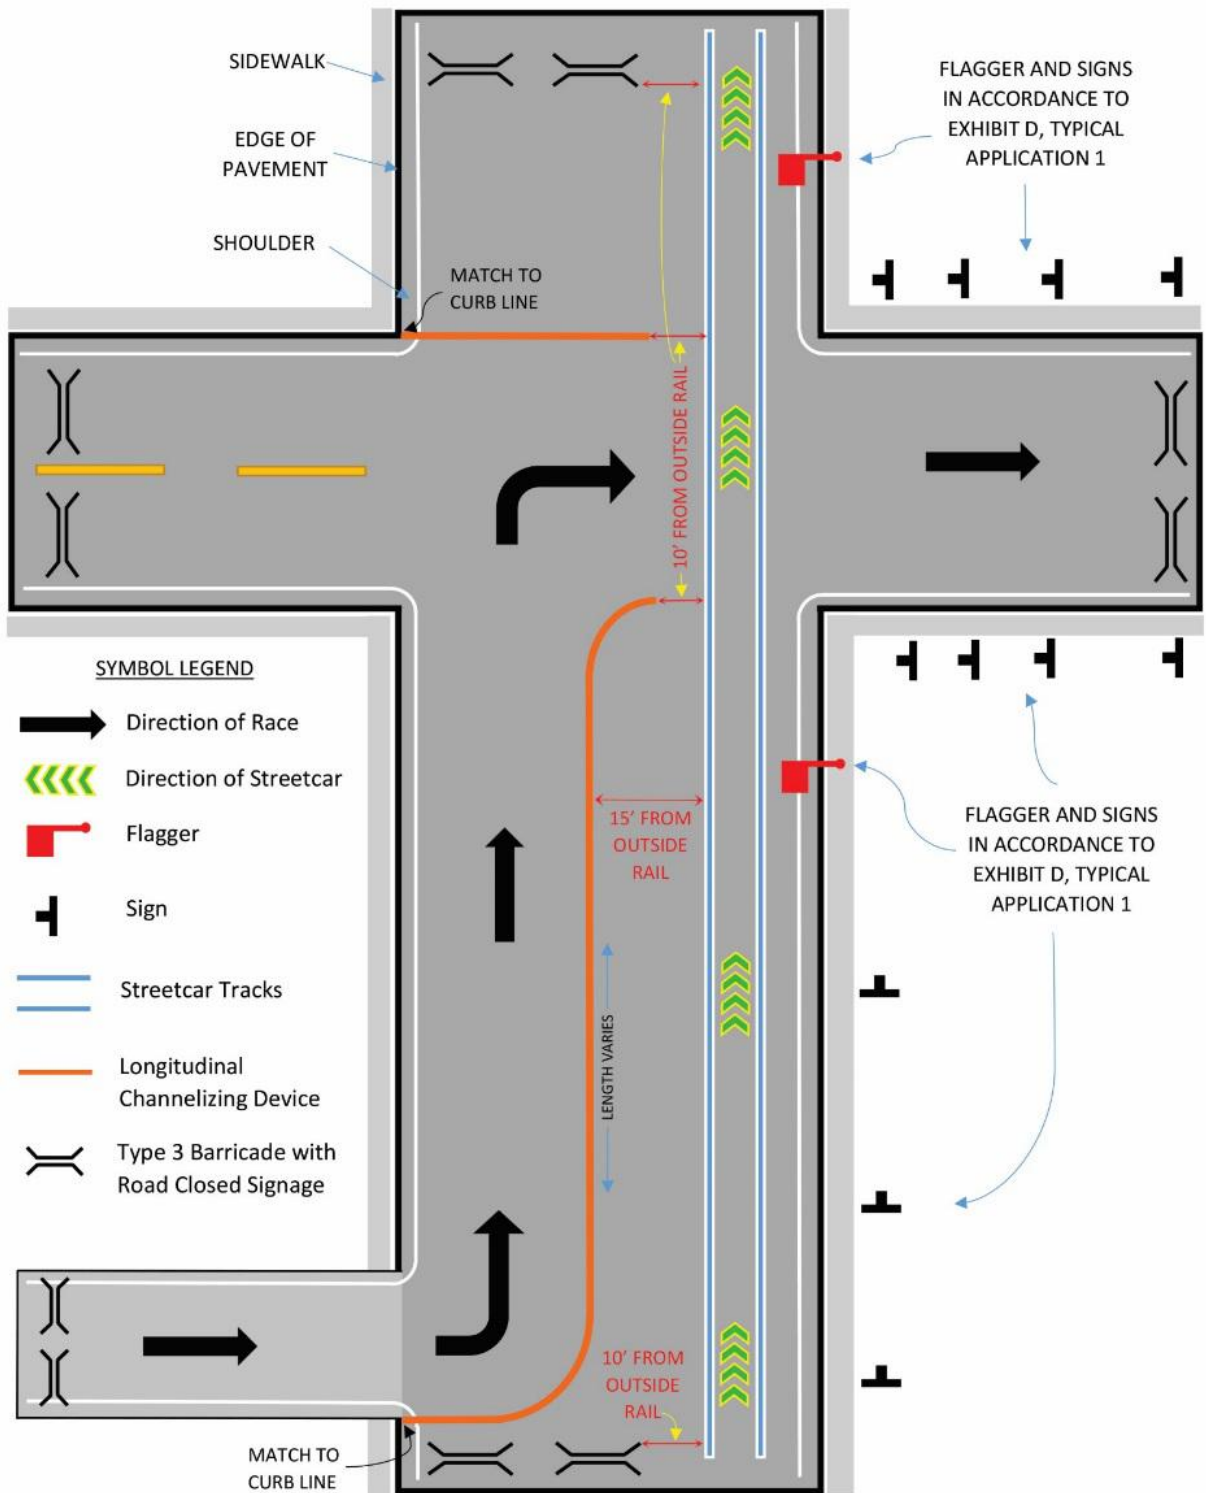 SIDEWALK
EDGE OF
PAVEMENT
SHOULDER
MATCH TO
CURB LINE
FLAGGER AND SIGNS
IN ACCORDANCE TO
EXHIBIT D, TYPICAL
APPLICATION 1
10' FROM OUTSIDE RAIL
SYMBOL LEGEND
Direction of Race
Direction of Streetcar
Flagger
Sign
Streetcar Tracks
Longitudinal
Channelizing Device
Type 3 Barricade with
Road Closed Signage
15' FROM
OUTSIDE
RAIL
LENGTH VARIES
FLAGGER AND SIGNS
IN ACCORDANCE TO
EXHIBIT D, TYPICAL
APPLICATION 1
10' FROM
OUTSIDE
RAIL
MATCH TO
CURB LINE